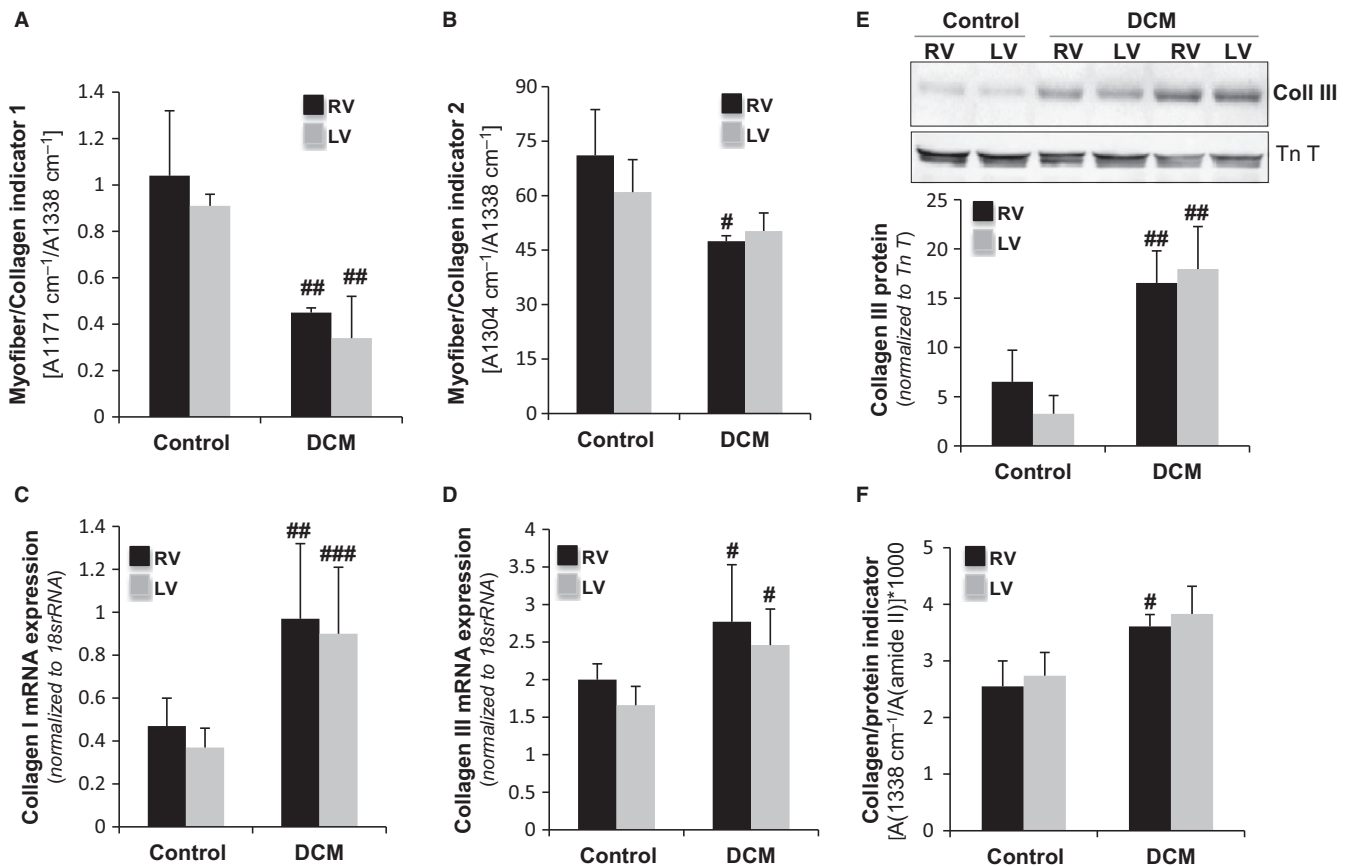 A
Myofiber/Collagen indicator 1
[A1171 cm⁻¹/A1338 cm⁻¹]
1.4
1.2
1
0.8
0.6
0.4
0.2
0
RV
LV
##
##
Control
DCM
B
Myofiber/Collagen indicator 2
[A1304 cm⁻¹/A1338 cm⁻¹]
90
75
60
45
30
15
0
RV
LV
#
Control
DCM
E
Control
DCM
RV LV RV LV RV LV
Coll III
Tn T
Collagen III protein
(normalized to Tn T)
25
20
15
10
5
0
RV
LV
##
##
Control
DCM
C
Collagen I mRNA expression
(normalized to 18srRNA)
1.4
1.2
1
0.8
0.6
0.4
0.2
0
RV
LV
##
###
Control
DCM
D
Collagen III mRNA expression
(normalized to 18srRNA)
4
3.5
3
2.5
2
1.5
1
0.5
0
RV
LV
#
#
Control
DCM
F
Collagen/protein indicator
[A(1338 cm⁻¹/A(amide II)]*1000
5
4
3
2
1
0
RV
LV
#
Control
DCM